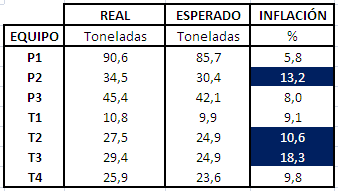 REAL ESPERADO INFLACIÓN
EQUIPO Toneladas Toneladas %
P1 90,6 85,7 5,8
P2 34,5 30,4 13,2
P3 45,4 42,1 8,0
T1 10,8 9,9 9,1
T2 27,5 24,9 10,6
T3 29,4 24,9 18,3
T4 25,9 23,6 9,8